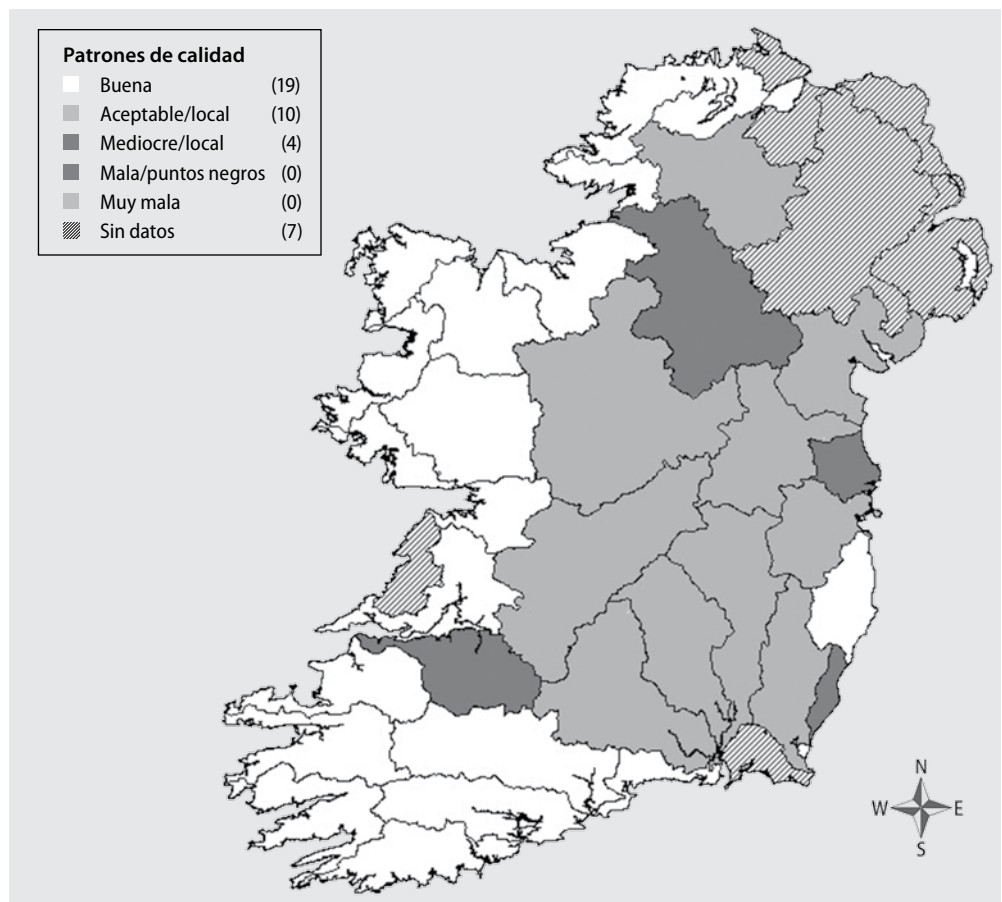 Patrones de calidad
Buena (19)
Aceptable/local (10)
Mediocre/local (4)
Mala/puntos negros (0)
Muy mala (0)
Sin datos (7)
N
W E
S